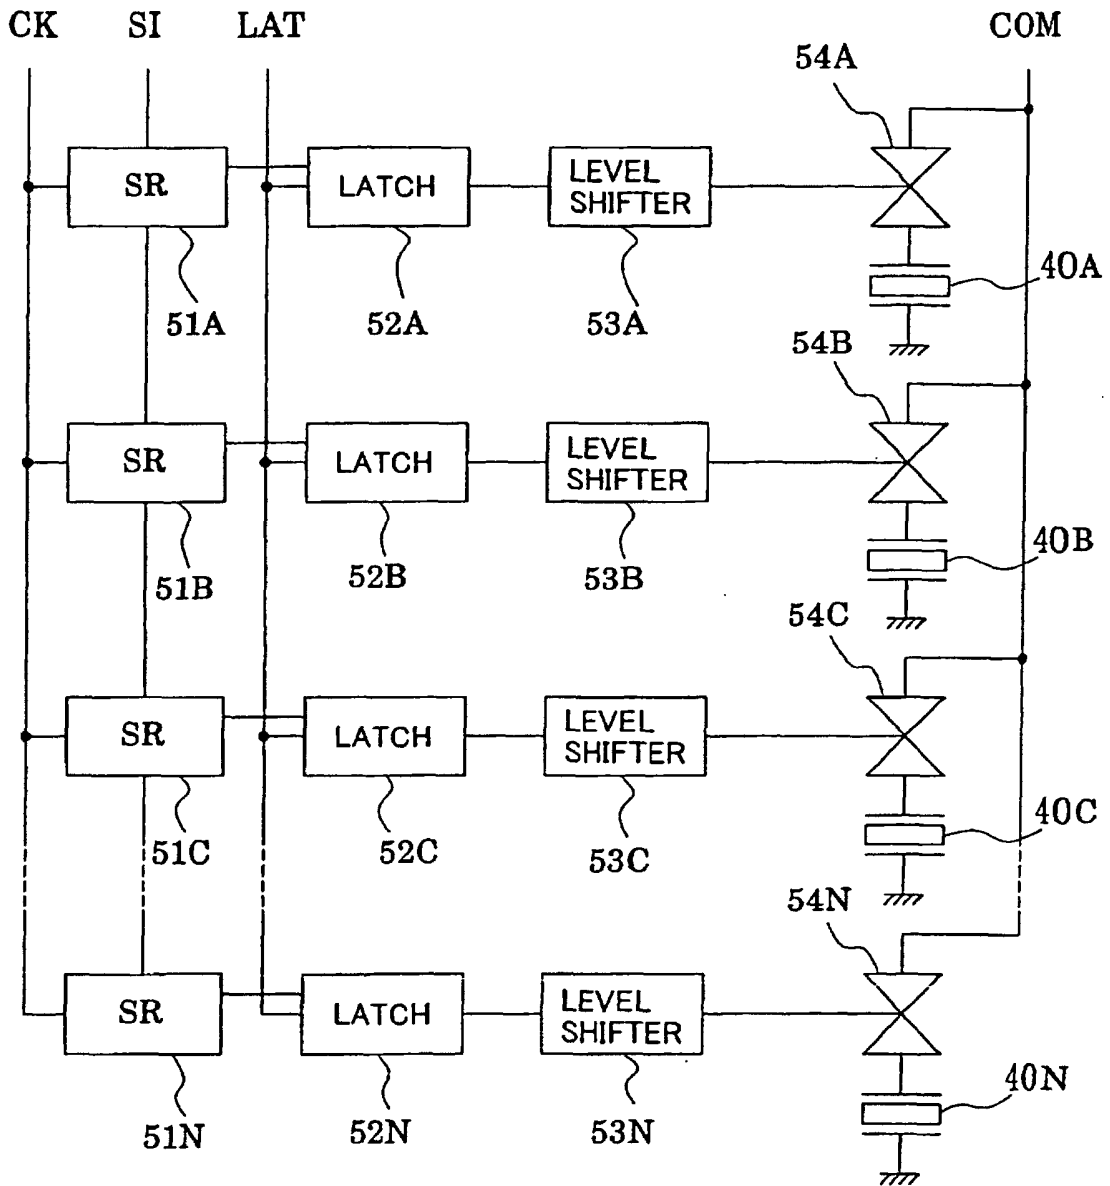 CK SI LAT COM
54A
SR LATCH LEVEL
SHIFTER
40A
51A 52A 53A
54B
SR LATCH LEVEL
SHIFTER
40B
51B 52B 53B
54C
SR LATCH LEVEL
SHIFTER
40C
51C 52C 53C
54N
SR LATCH LEVEL
SHIFTER
40N
51N 52N 53N